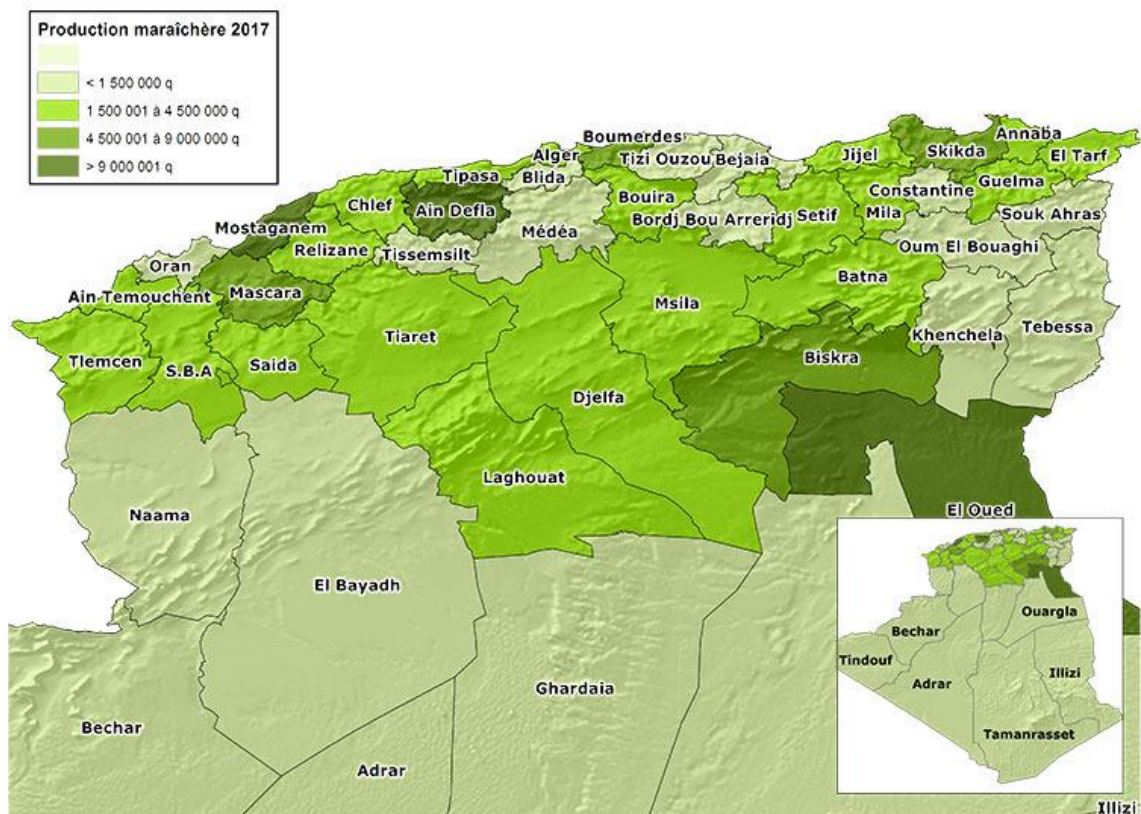 Production maraîchère 2017
< 1 500 000 q
1 500 001 à 4 500 000 q
4 500 001 à 9 000 000 q
> 9 000 001 q
Boumerdes
Alger
Tizi Ouzou
Bejaia
Jijel
Skikda
Annaba
El Tarf
Tipasa
Blida
Bouira
Constantine
Guelma
Chlef
Ain Defla
Médéa
Bordj Bou Arreridj
Setif
Mila
Souk Ahras
Mostaganem
Relizane
Tissemsilt
Oum El Bouaghi
Oran
Mascara
Batna
Ain Temouchent
Msila
Khenchela
Tebessa
Tlemcen
S.B.A
Saida
Tiaret
Biskra
Djelfa
Laghouat
Naama
El Oued
El Bayadh
Ghardaia
Bechar
Adrar
Illizi
Ouargla
Bechar
Tindouf
Illizi
Adrar
Tamanrasset